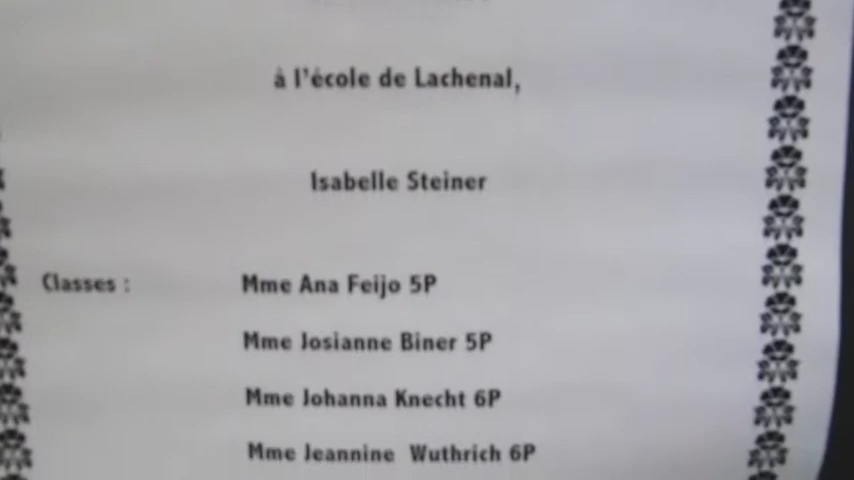 à l'école de Lachenal,
Isabelle Steiner
Classes : Mme Ana Feijo 5P
Mme Josianne Biner 5P
Mme Johanna Knecht 6P
Mme Jeannine Wuthrich 6P